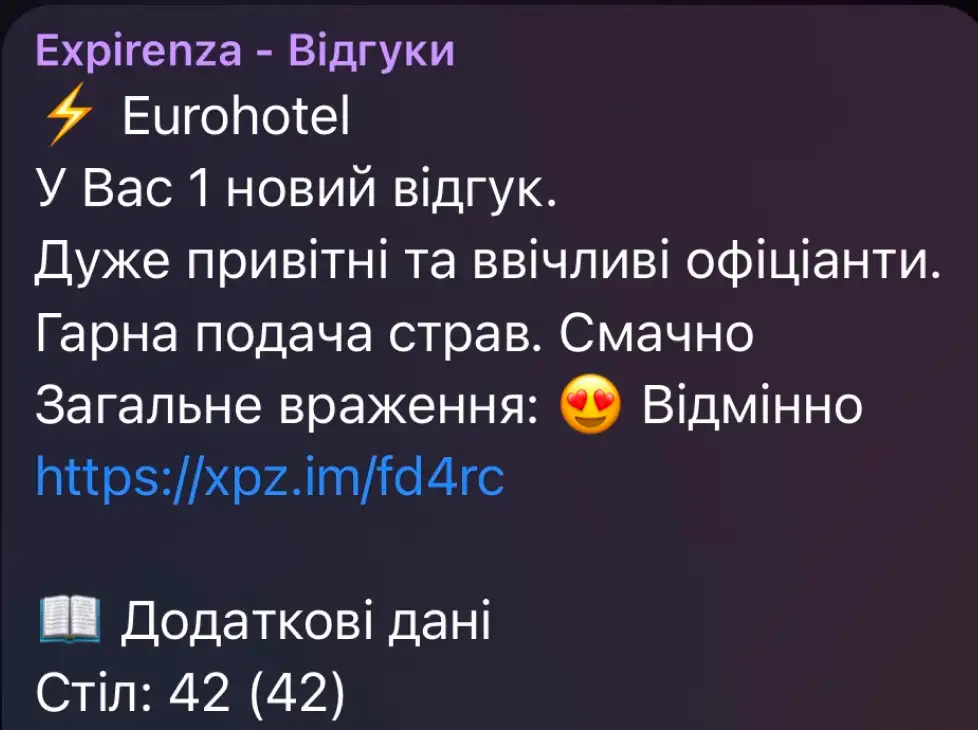 Expirenza - Відгуки
⚡ Eurohotel
У Вас 1 новий відгук.
Дуже привітні та ввічливі офіціанти.
Гарна подача страв. Смачно
Загальне враження: 😍 Відмінно
https://xpz.im/fd4rc
📖 Додаткові дані
Стіл: 42 (42)